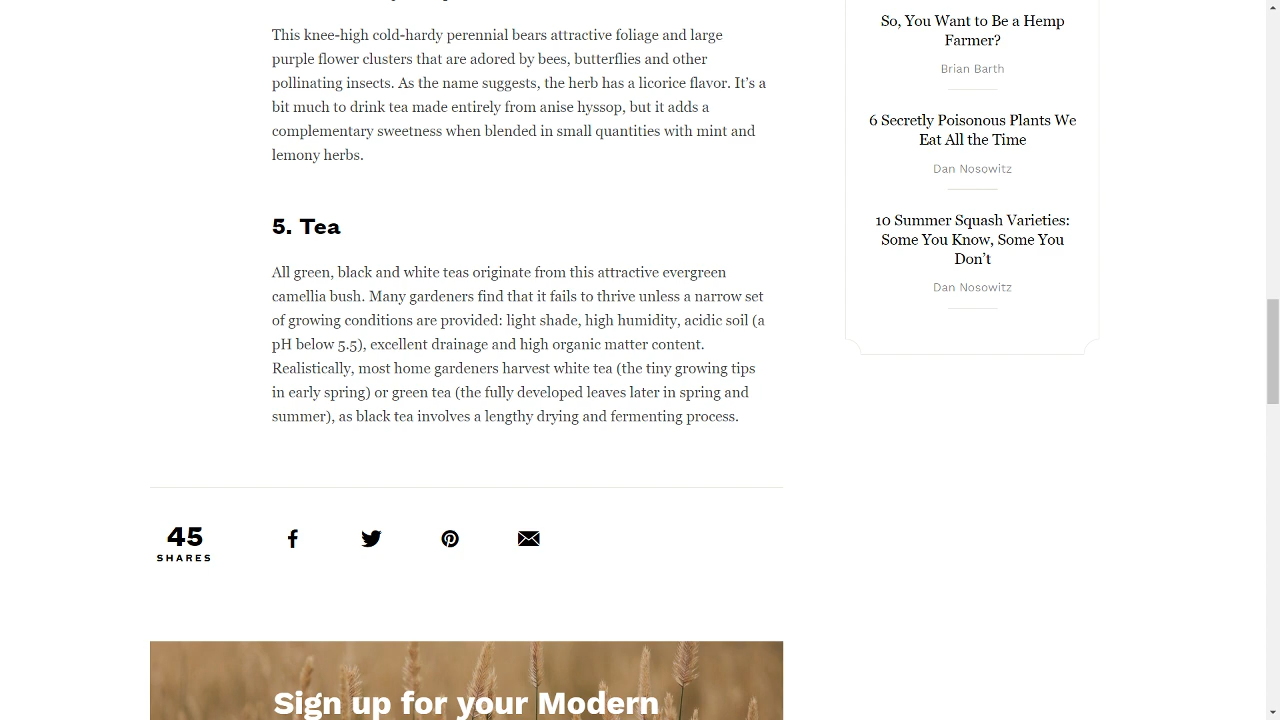 This knee-high cold-hardy perennial bears attractive foliage and large
purple flower clusters that are adored by bees, butterflies and other
pollinating insects. As the name suggests, the herb has a licorice flavor. It’s a
bit much to drink tea made entirely from anise hyssop, but it adds a
complementary sweetness when blended in small quantities with mint and
lemony herbs.
5. Tea
All green, black and white teas originate from this attractive evergreen
camellia bush. Many gardeners find that it fails to thrive unless a narrow set
of growing conditions are provided: light shade, high humidity, acidic soil (a
pH below 5.5), excellent drainage and high organic matter content.
Realistically, most home gardeners harvest white tea (the tiny growing tips
in early spring) or green tea (the fully developed leaves later in spring and
summer), as black tea involves a lengthy drying and fermenting process.
45
SHARES
Sign up for your Modern
So, You Want to Be a Hemp
Farmer?
Brian Barth
6 Secretly Poisonous Plants We
Eat All the Time
Dan Nosowitz
10 Summer Squash Varieties:
Some You Know, Some You
Don’t
Dan Nosowitz